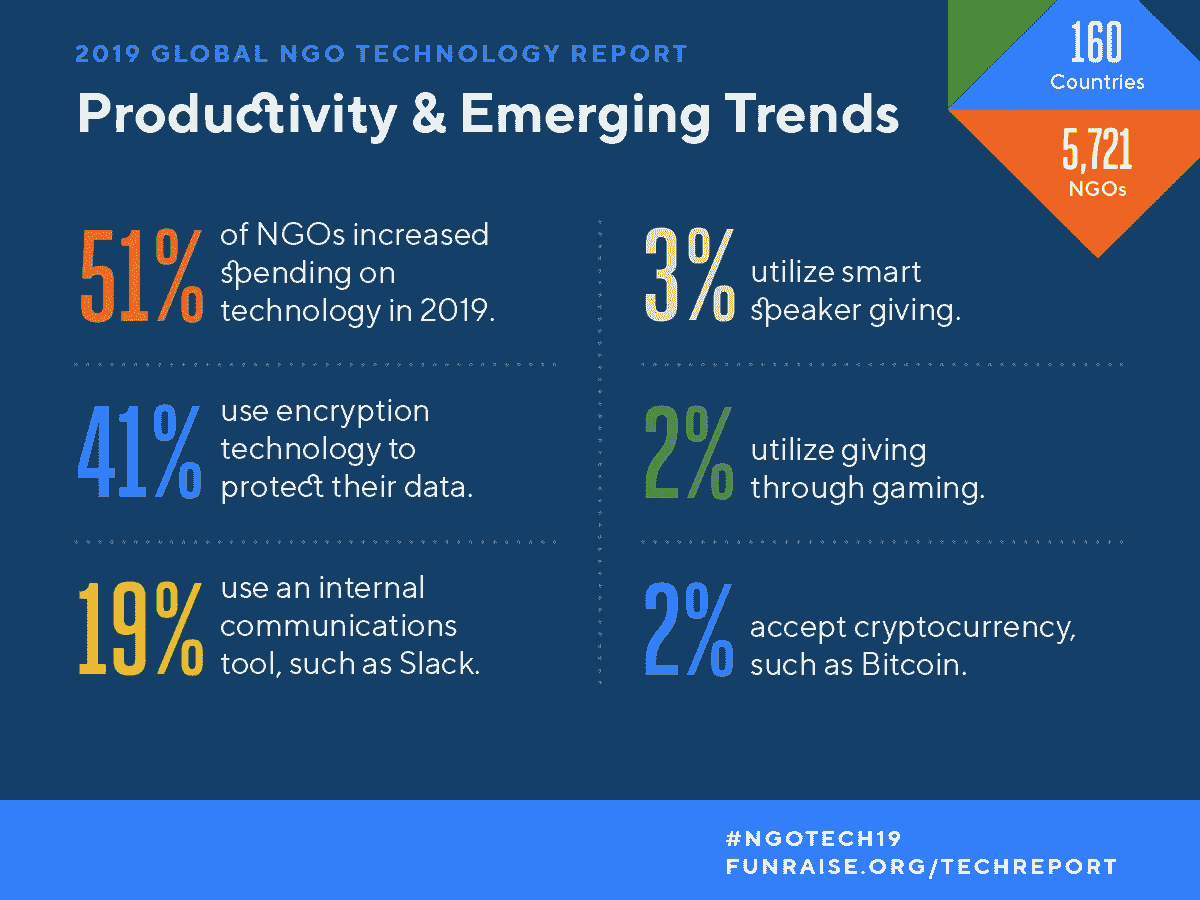 2019 GLOBAL NGO TECHNOLOGY REPORT
Productivity & Emerging Trends
160
Countries
5,721
NGOs
51%
of NGOs increased
spending on
technology in 2019.
41%
use encryption
technology to
protect their data.
19%
use an internal
communications
tool, such as Slack.
3%
utilize smart
speaker giving.
2%
utilize giving
through gaming.
2%
accept cryptocurrency,
such as Bitcoin.
#NGOTECH19
FUNRAISE.ORG/TECHREPORT